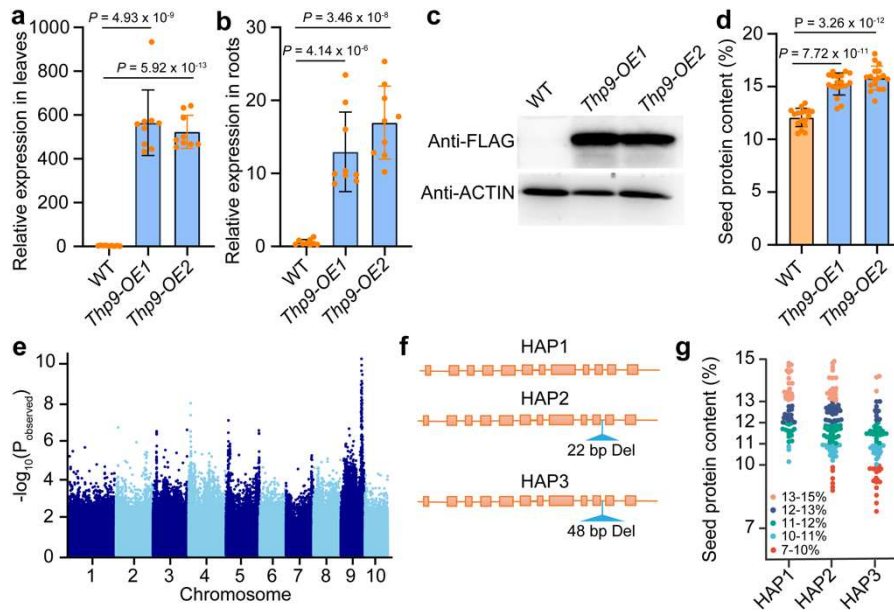 a
P = 4.93 x 10-9
P = 5.92 x 10-13
Relative expression in leaves
1000
800
600
400
200
0
WT
Thp9-OE1
Thp9-OE2
b
P = 3.46 x 10-8
P = 4.14 x 10-6
Relative expression in roots
30
20
10
0
WT
Thp9-OE1
Thp9-OE2
c
WT
Thp9-OE1
Thp9-OE2
Anti-FLAG
Anti-ACTIN
d
P = 3.26 x 10-12
P = 7.72 x 10-11
Seed protein content (%)
20
15
10
5
0
WT
Thp9-OE1
Thp9-OE2
e
-log10(Pobserved)
10
8
6
4
2
0
1 2 3 4 5 6 7 8 9 10
Chromosome
f
HAP1
HAP2
22 bp Del
HAP3
48 bp Del
g
Seed protein content (%)
15
13
12
11
10
7
13-15%
12-13%
11-12%
10-11%
7-10%
HAP1
HAP2
HAP3